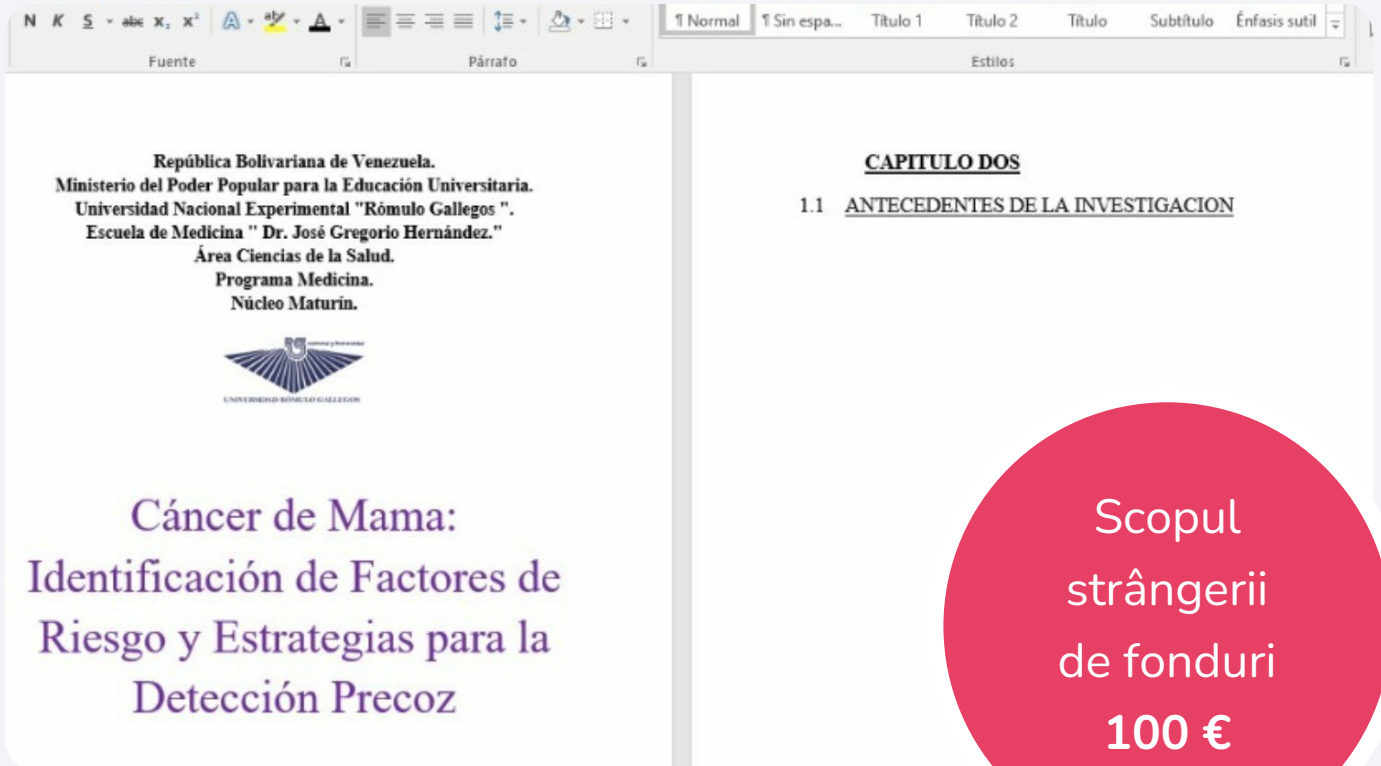 N K S abc x₂ x² A ab A
¶ Normal ¶ Sin espa... Título 1 Título 2 Título Subtítulo Énfasis sutil
Fuente Párrafo Estilos
República Bolivariana de Venezuela.
Ministerio del Poder Popular para la Educación Universitaria.
Universidad Nacional Experimental "Rómulo Gallegos ".
Escuela de Medicina " Dr. José Gregorio Hernández."
Área Ciencias de la Salud.
Programa Medicina.
Núcleo Maturín.
UNIVERSIDAD RÓMULO GALLEGOS
Cáncer de Mama:
Identificación de Factores de
Riesgo y Estrategias para la
Detección Precoz
CAPITULO DOS
1.1 ANTECEDENTES DE LA INVESTIGACION
Scopul
strângerii
de fonduri
100 €